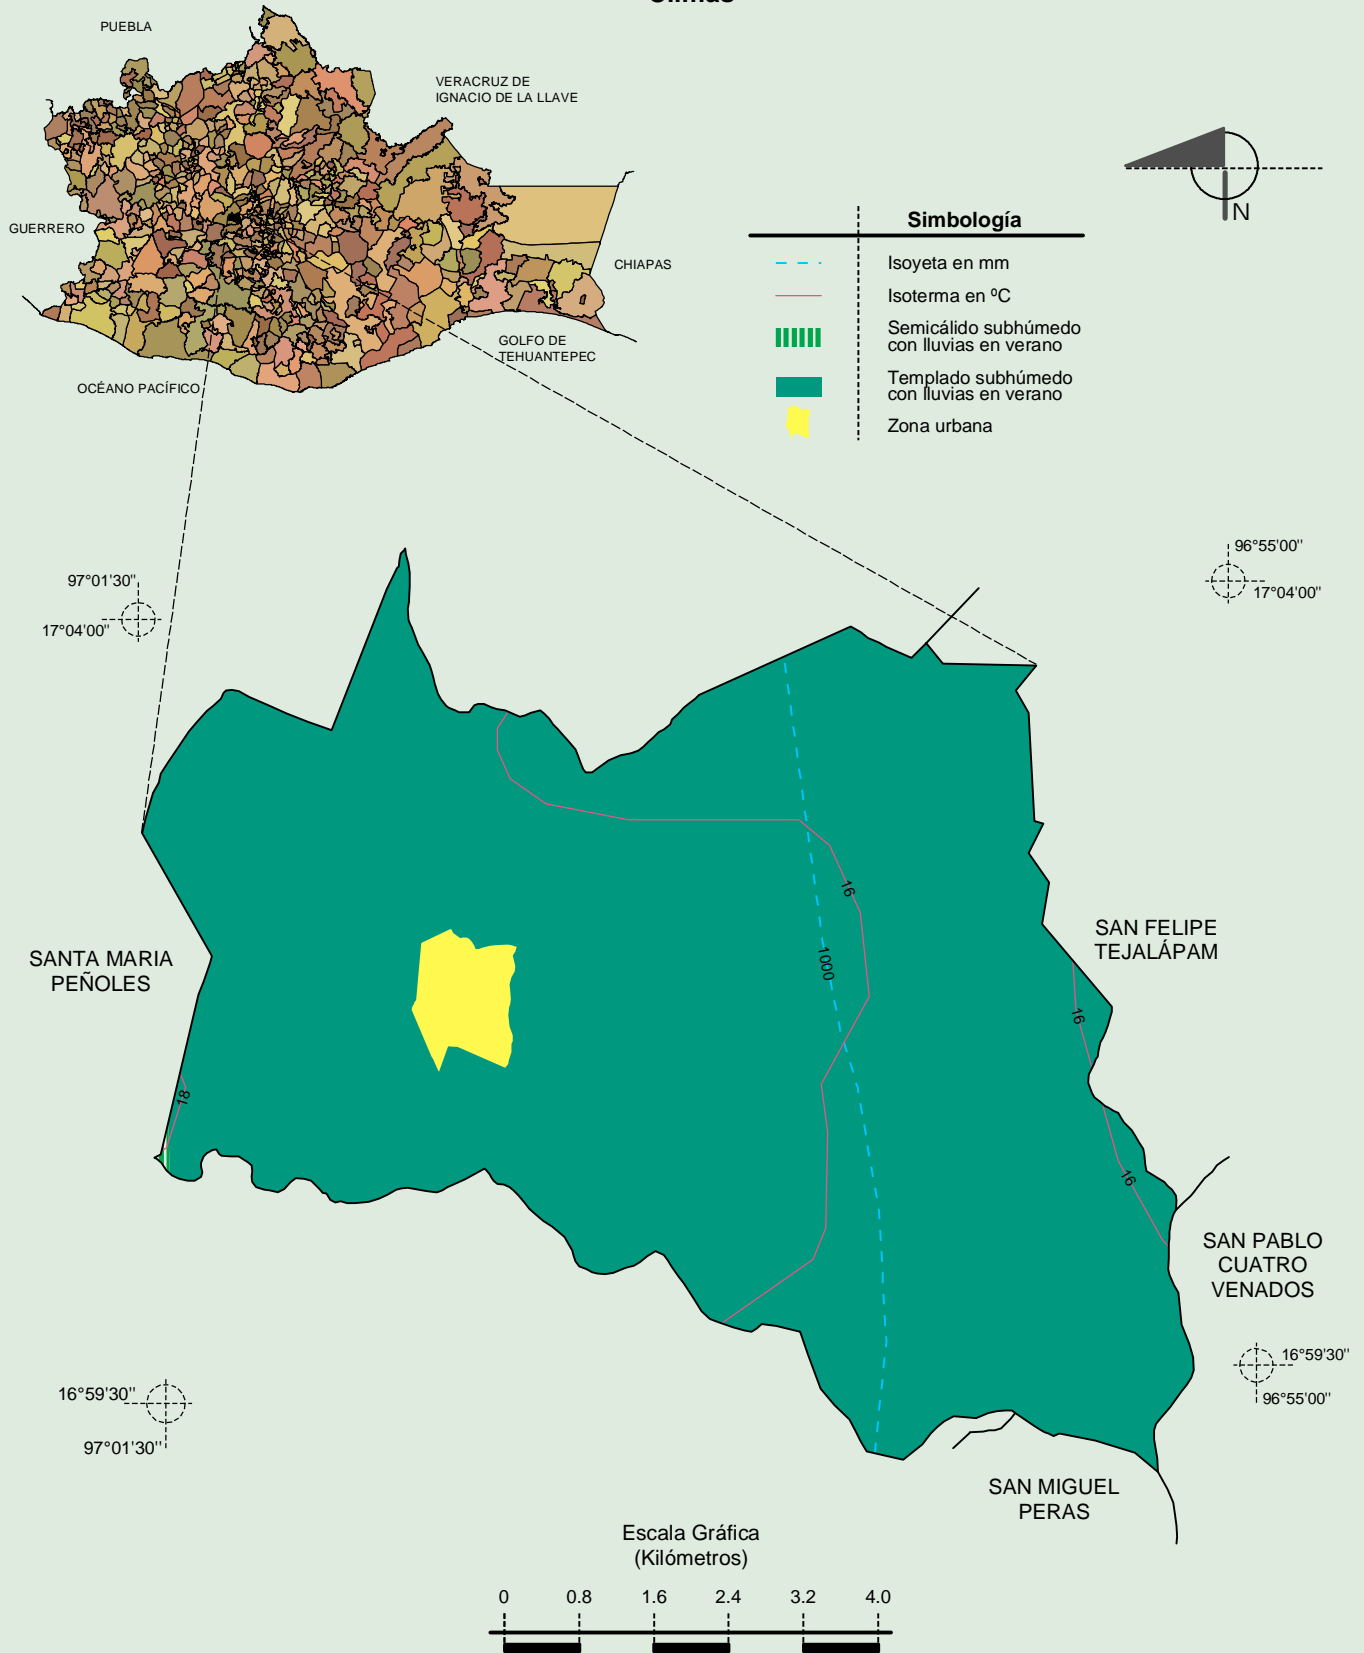 Climas
PUEBLA
VERACRUZ DE
IGNACIO DE LA LLAVE
GUERRERO
CHIAPAS
GOLFO DE
TEHUANTEPEC
OCÉANO PACÍFICO
N
Simbología
Isoyeta en mm
Isoterma en ºC
Semicálido subhúmedo
con lluvias en verano
Templado subhúmedo
con lluvias en verano
Zona urbana
97°01'30"
17°04'00"
96°55'00"
17°04'00"
16
1000
SAN FELIPE
TEJALÁPAM
SANTA MARIA
PEÑOLES
16
18
16
SAN PABLO
CUATRO
VENADOS
16°59'30"
97°01'30"
16°59'30"
96°55'00"
SAN MIGUEL
PERAS
Escala Gráfica
(Kilómetros)
0 0.8 1.6 2.4 3.2 4.0